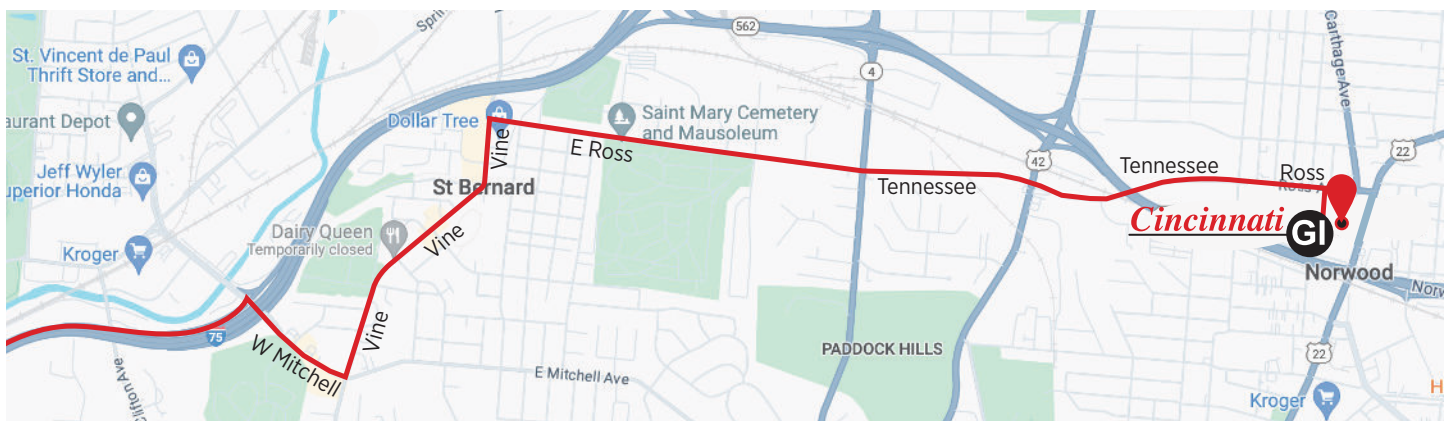 St. Vincent de Paul
Thrift Store and...
aurant Depot
Jeff Wyler
uperior Honda
Kroger
Clifton Ave
75
W Mitchell
Vine
E Mitchell Ave
Dairy Queen
Temporarily closed
Vine
St Bernard
Vine
Dollar Tree
E Ross
Saint Mary Cemetery
and Mausoleum
562
4
Tennessee
42
Tennessee
PADDOCK HILLS
Carthage Ave
22
Ross
Cincinnati
GI
Norwood
Norw
22
Kroger
H